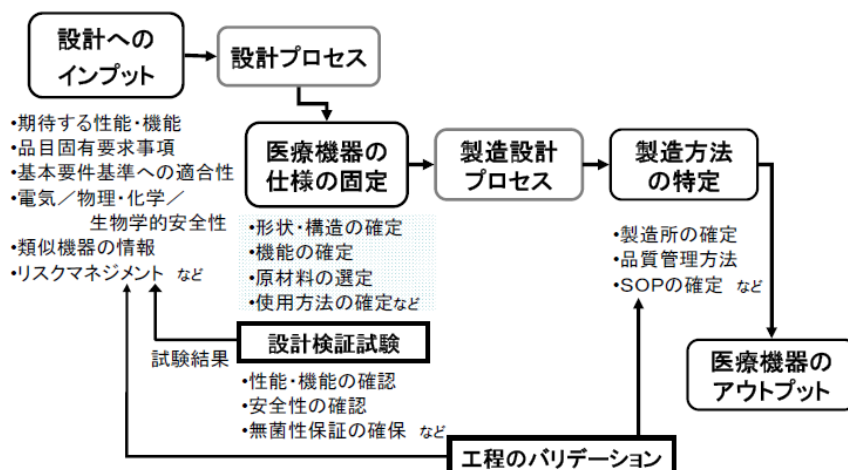 設計への
インプット
設計プロセス
・期待する性能・機能
・品目固有要求事項
・基本要件基準への適合性
・電気／物理・化学／
生物学的安全性
・類似機器の情報
・リスクマネジメント など
医療機器の
仕様の固定
・形状・構造の確定
・機能の確定
・原材料の選定
・使用方法の確定など
製造設計
プロセス
製造方法
の特定
・製造所の確定
・品質管理方法
・SOPの確定 など
設計検証試験
試験結果
・性能・機能の確認
・安全性の確認
・無菌性保証の確保 など
医療機器の
アウトプット
工程のバリデーション